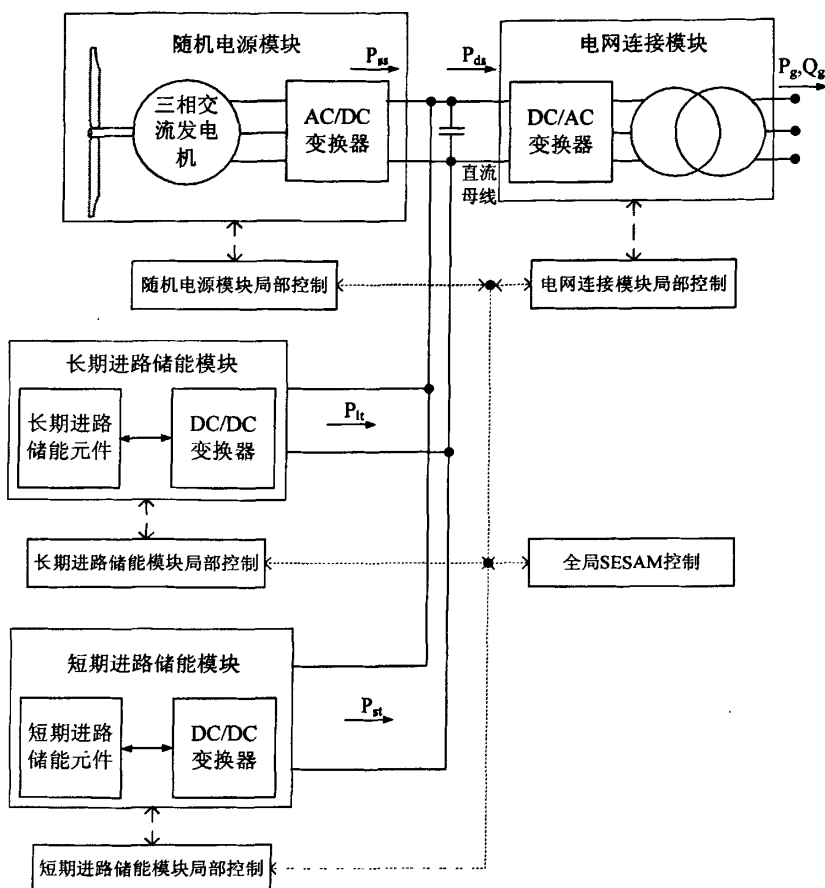 随机电源模块
P_ss
P_ds
电网连接模块
P_g,Q_g
三相交
流发电
机
AC/DC
变换器
DC/AC
变换器
直流
母线
随机电源模块局部控制
电网连接模块局部控制
长期进路储能模块
长期进路
储能元件
DC/DC
变换器
P_lt
长期进路储能模块局部控制
全局SESAM控制
短期进路储能模块
短期进路
储能元件
DC/DC
变换器
P_st
短期进路储能模块局部控制